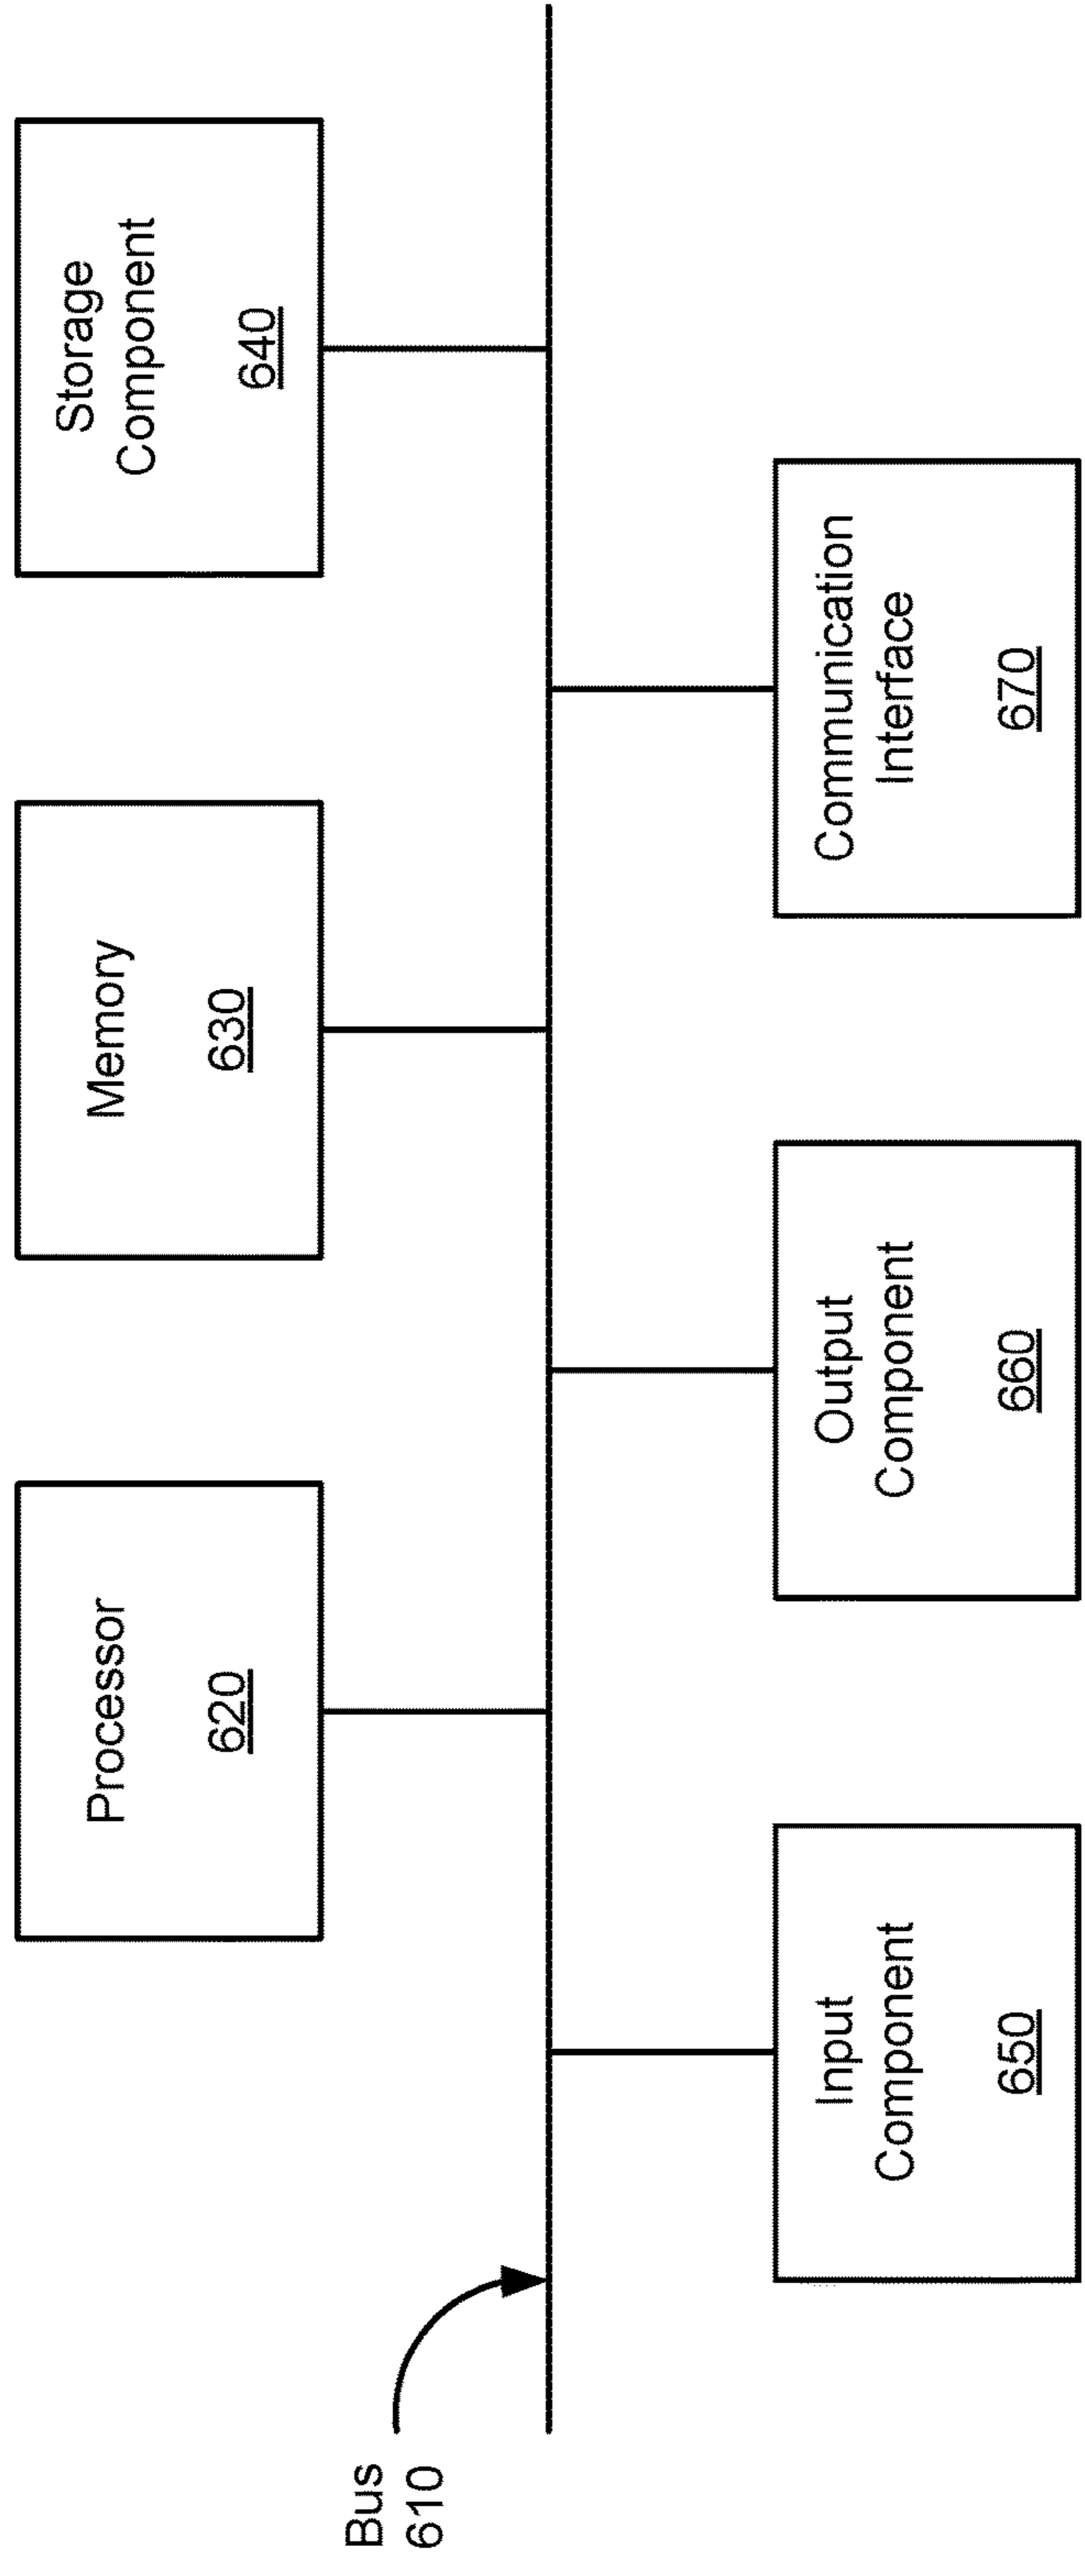 Bus
610
Processor
620
Memory
630
Storage
Component
640
Input
Component
650
Output
Component
660
Communication
Interface
670